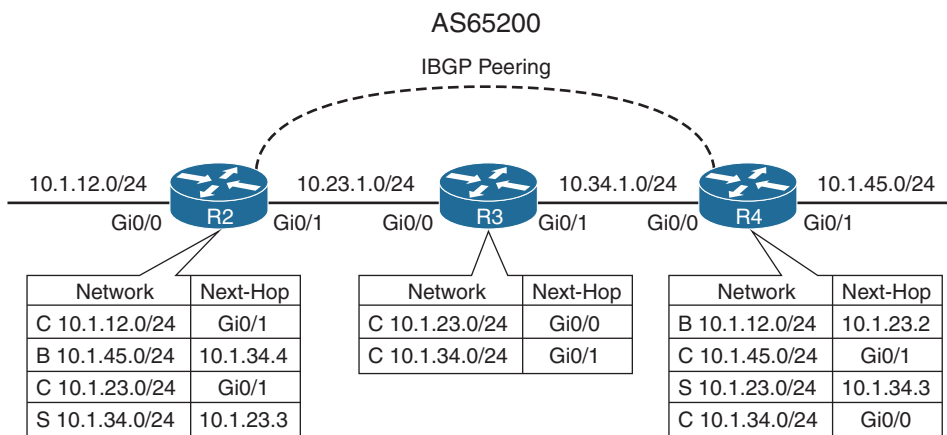 AS65200
IBGP Peering
10.1.12.0/24 10.23.1.0/24 10.34.1.0/24 10.1.45.0/24
R2 R3 R4
Gi0/0 Gi0/1 Gi0/0 Gi0/1 Gi0/0 Gi0/1
Network Next-Hop
C 10.1.12.0/24 Gi0/1
B 10.1.45.0/24 10.1.34.4
C 10.1.23.0/24 Gi0/1
S 10.1.34.0/24 10.1.23.3
Network Next-Hop
C 10.1.23.0/24 Gi0/0
C 10.1.34.0/24 Gi0/1
Network Next-Hop
B 10.1.12.0/24 10.1.23.2
C 10.1.45.0/24 Gi0/1
S 10.1.23.0/24 10.1.34.3
C 10.1.34.0/24 Gi0/0